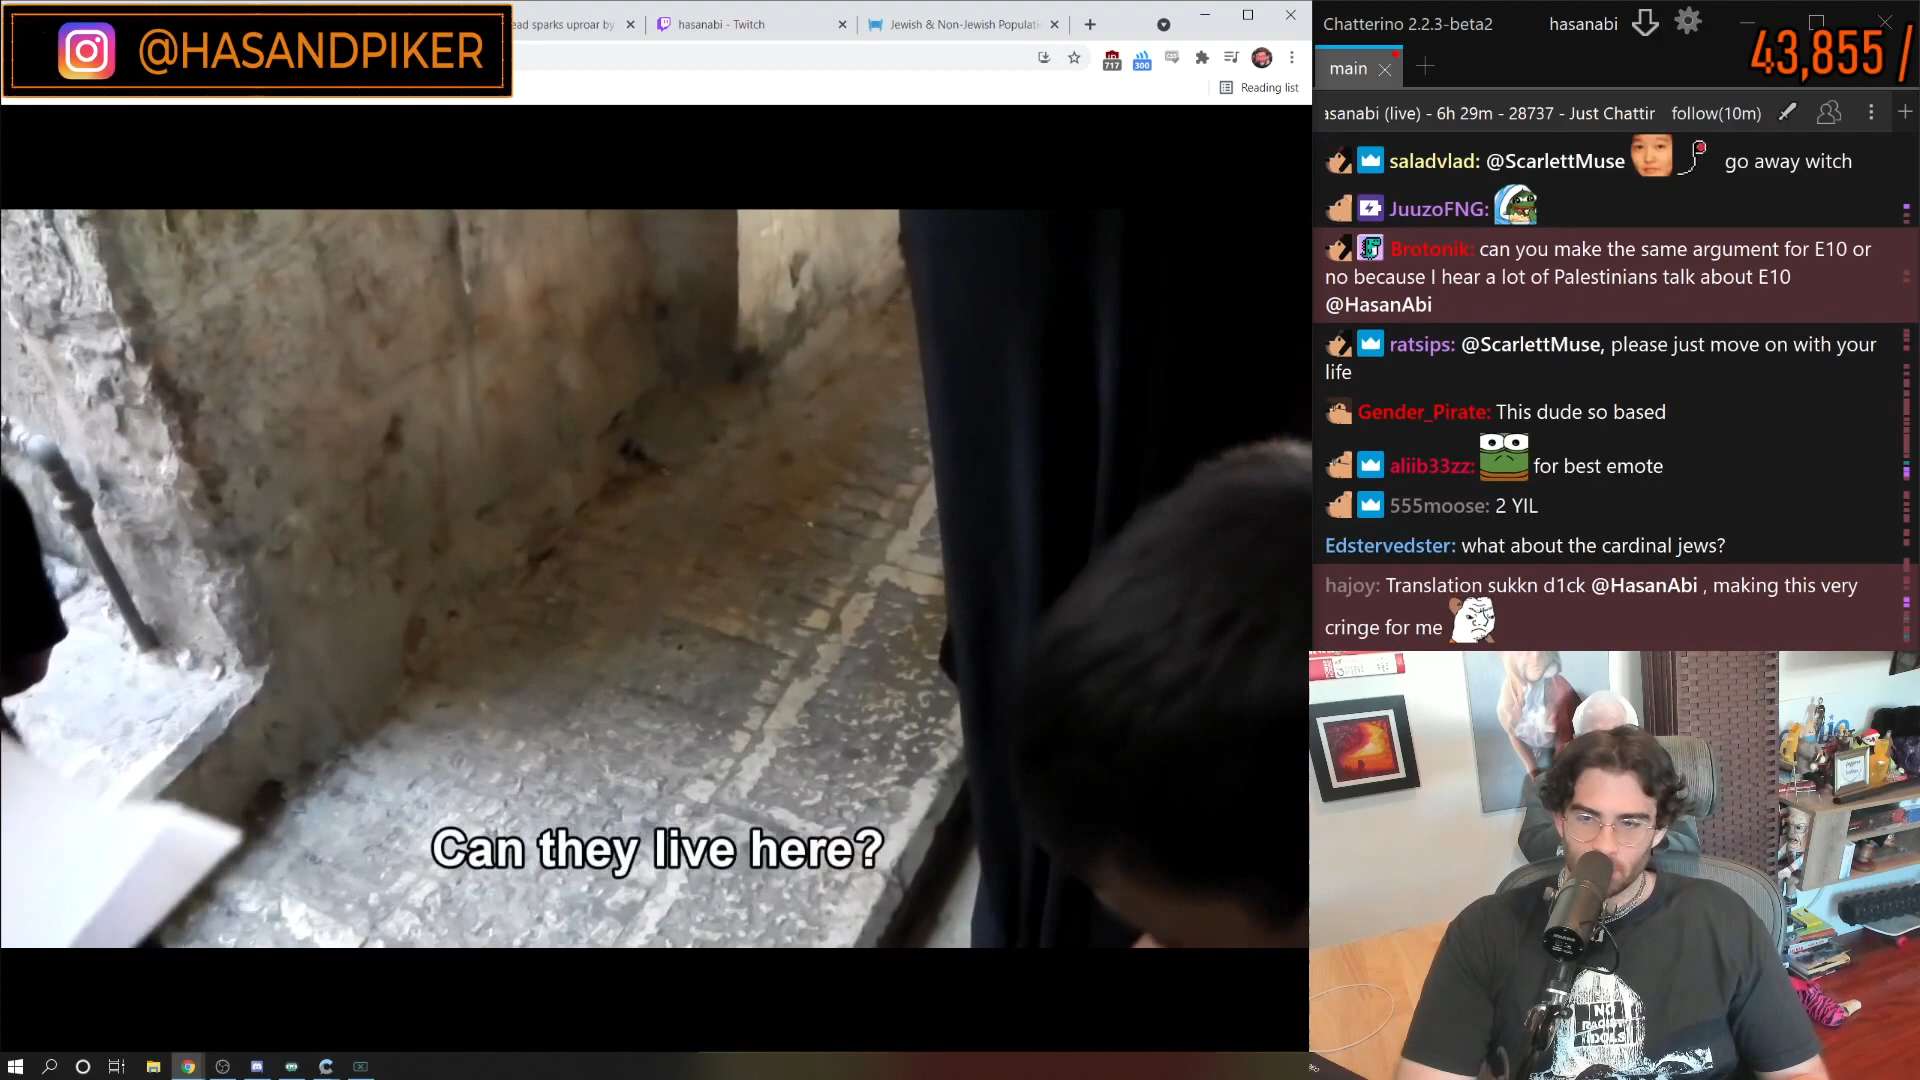 @HASANDPIKER
ead sparks uproar by
hasanabi - Twitch
Jewish & Non-Jewish Populati
717
300
Reading list
Chatterino 2.2.3-beta2
hasanabi
43,855 /
main
asanabi (live) - 6h 29m - 28737 - Just Chattir
follow(10m)
saladvlad: @ScarlettMuse go away witch
JuuzoFNG:
Brotonik: can you make the same argument for E10 or
no because I hear a lot of Palestinians talk about E10
@HasanAbi
ratsips: @ScarlettMuse, please just move on with your
life
Gender_Pirate: This dude so based
aliib33zz: for best emote
555moose: 2 YIL
Edstervedster: what about the cardinal jews?
hajoy: Translation sukkn d1ck @HasanAbi , making this very
cringe for me
Can they live here?
NO
RACIST
IDOLS